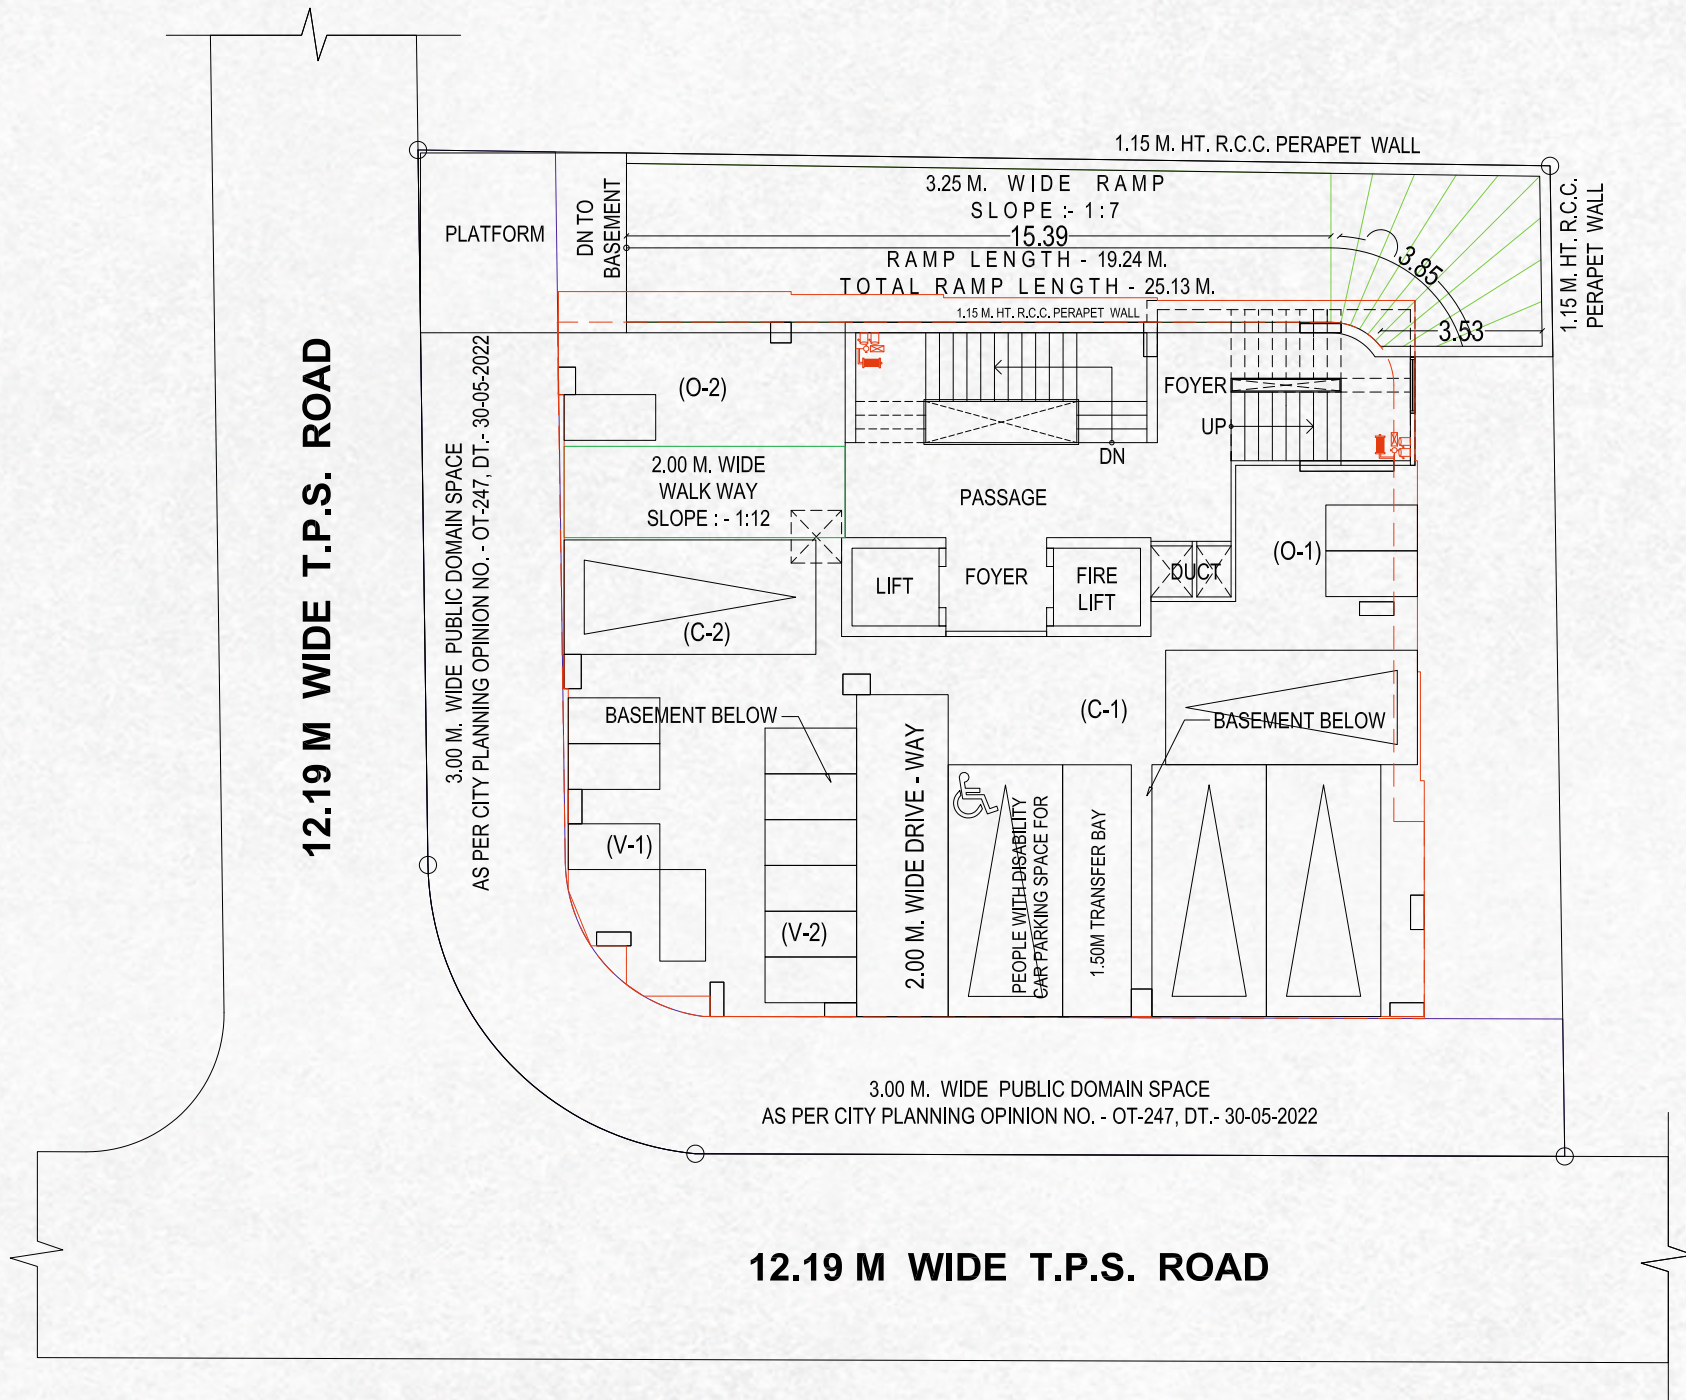 1.15 M. HT. R.C.C. PERAPET WALL
3.25 M. WIDE RAMP
SLOPE :- 1:7
15.39
RAMP LENGTH - 19.24 M.
TOTAL RAMP LENGTH - 25.13 M.
1.15 M. HT. R.C.C. PERAPET WALL
3.85
3.53
1.15 M. HT. R.C.C.
PERAPET WALL
PLATFORM
DN TO
BASEMENT
(O-2)
FOYER
UP
DN
2.00 M. WIDE
WALK WAY
SLOPE : - 1:12
PASSAGE
(O-1)
LIFT
FOYER
FIRE
LIFT
DUCT
(C-2)
12.19 M WIDE T.P.S. ROAD
3.00 M. WIDE PUBLIC DOMAIN SPACE
AS PER CITY PLANNING OPINION NO. - OT-247, DT.- 30-05-2022
BASEMENT BELOW
(C-1)
BASEMENT BELOW
(V-1)
(V-2)
2.00 M. WIDE DRIVE - WAY
PEOPLE WITH DISABILITY
CAR PARKING SPACE FOR
1.50M TRANSFER BAY
3.00 M. WIDE PUBLIC DOMAIN SPACE
AS PER CITY PLANNING OPINION NO. - OT-247, DT.- 30-05-2022
12.19 M WIDE T.P.S. ROAD